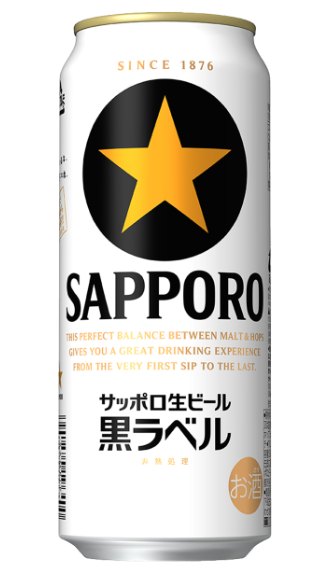 SINCE 1876
SAPPORO
THIS PERFECT BALANCE BETWEEN MALT & HOPS
GIVES YOU A GREAT DRINKING EXPERIENCE
FROM THE VERY FIRST SIP TO THE LAST.
サッポロ生ビール
黒ラベル
非熱処理
お酒